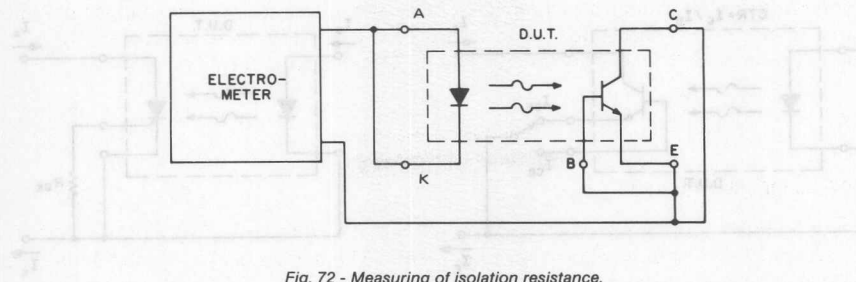 A
C
D.U.T.
ELECTRO-
METER
K
B
E
Fig. 72 - Measuring of isolation resistance.